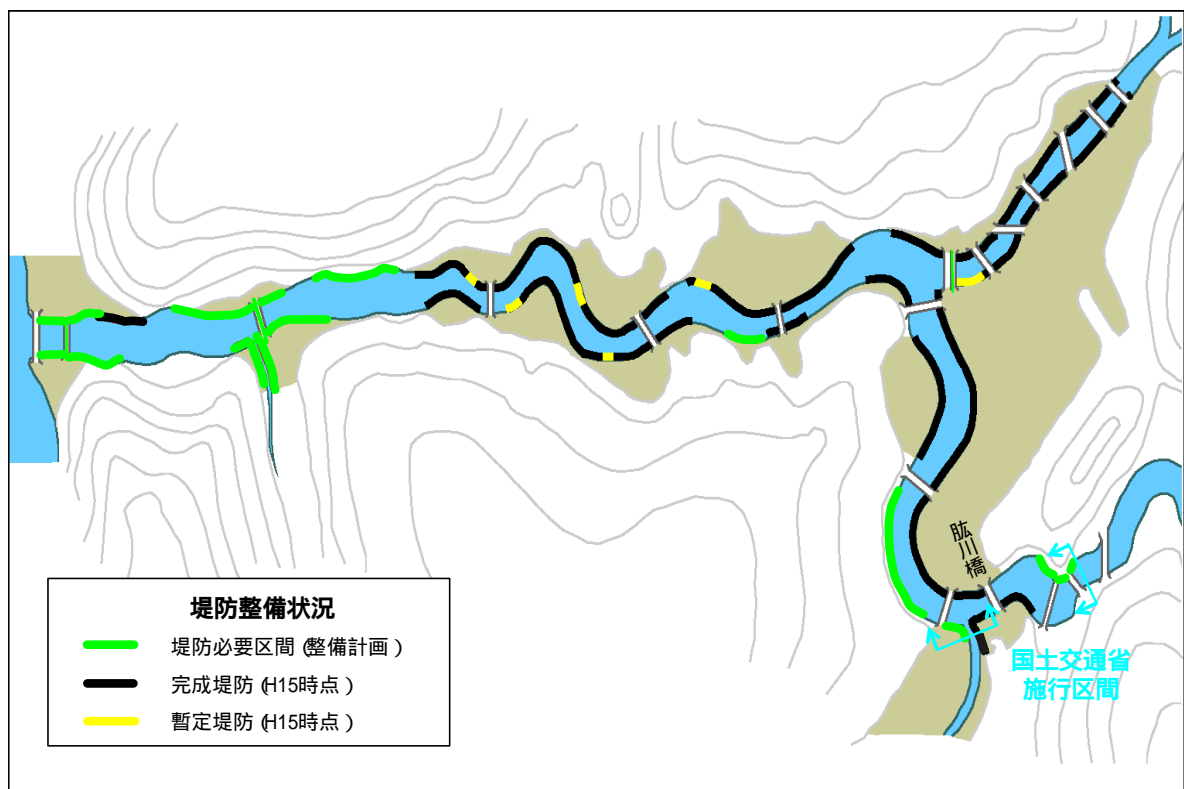 肱川橋
国土交通省
施行区間
堤防整備状況
堤防必要区間（整備計画）
完成堤防（H15時点）
暫定堤防（H15時点）